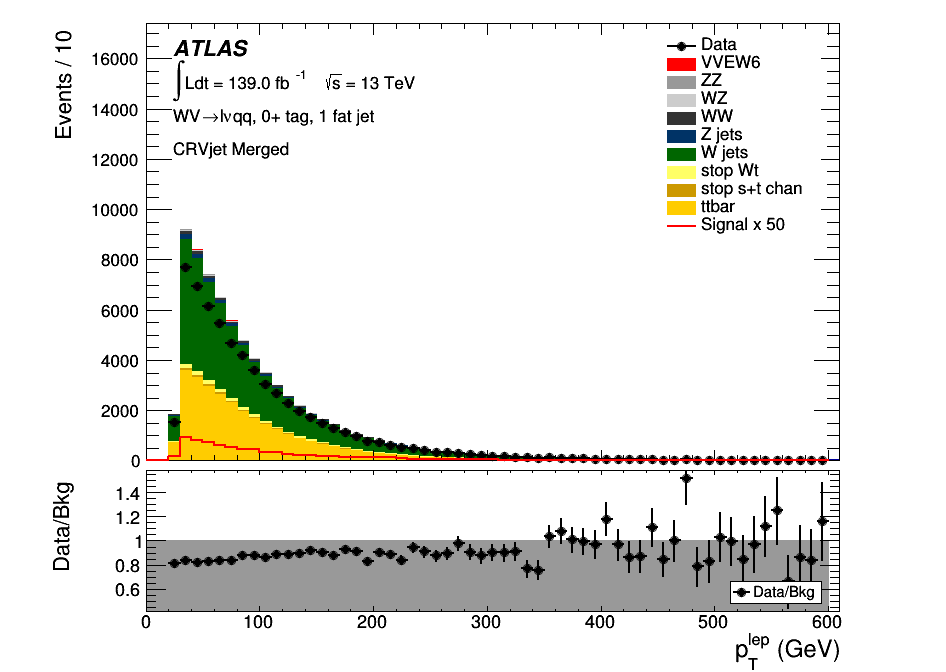 ATLAS
∫Ldt = 139.0 fb⁻¹ √s = 13 TeV
WV→lνqq, 0+ tag, 1 fat jet
CRVjet Merged
Data
VVEW6
ZZ
WZ
WW
Z jets
W jets
stop Wt
stop s+t chan
ttbar
Signal x 50
Events / 10
16000
14000
12000
10000
8000
6000
4000
2000
0
Data/Bkg
1.4
1.2
1
0.8
0.6
Data/Bkg
0 100 200 300 400 500 600
p_T^lep (GeV)